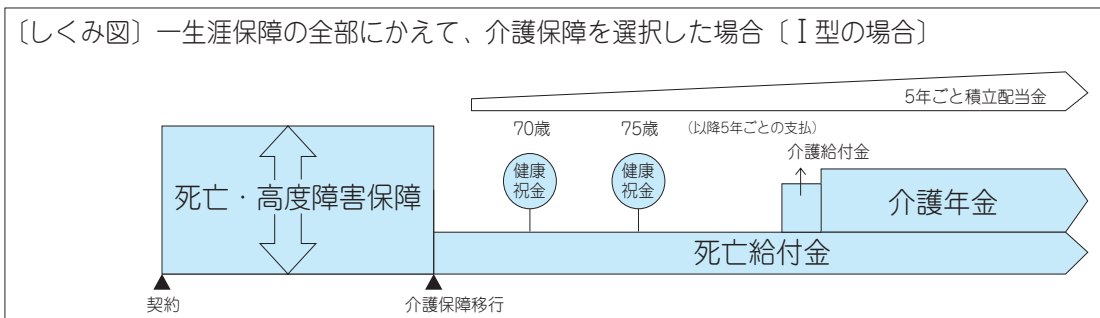 〔しくみ図〕一生涯保障の全部にかえて、介護保障を選択した場合〔Ⅰ型の場合〕
5年ごと積立配当金
70歳
75歳
(以降5年ごとの支払)
介護給付金
健康
祝金
健康
祝金
死亡・高度障害保障
介護年金
死亡給付金
契約
介護保障移行